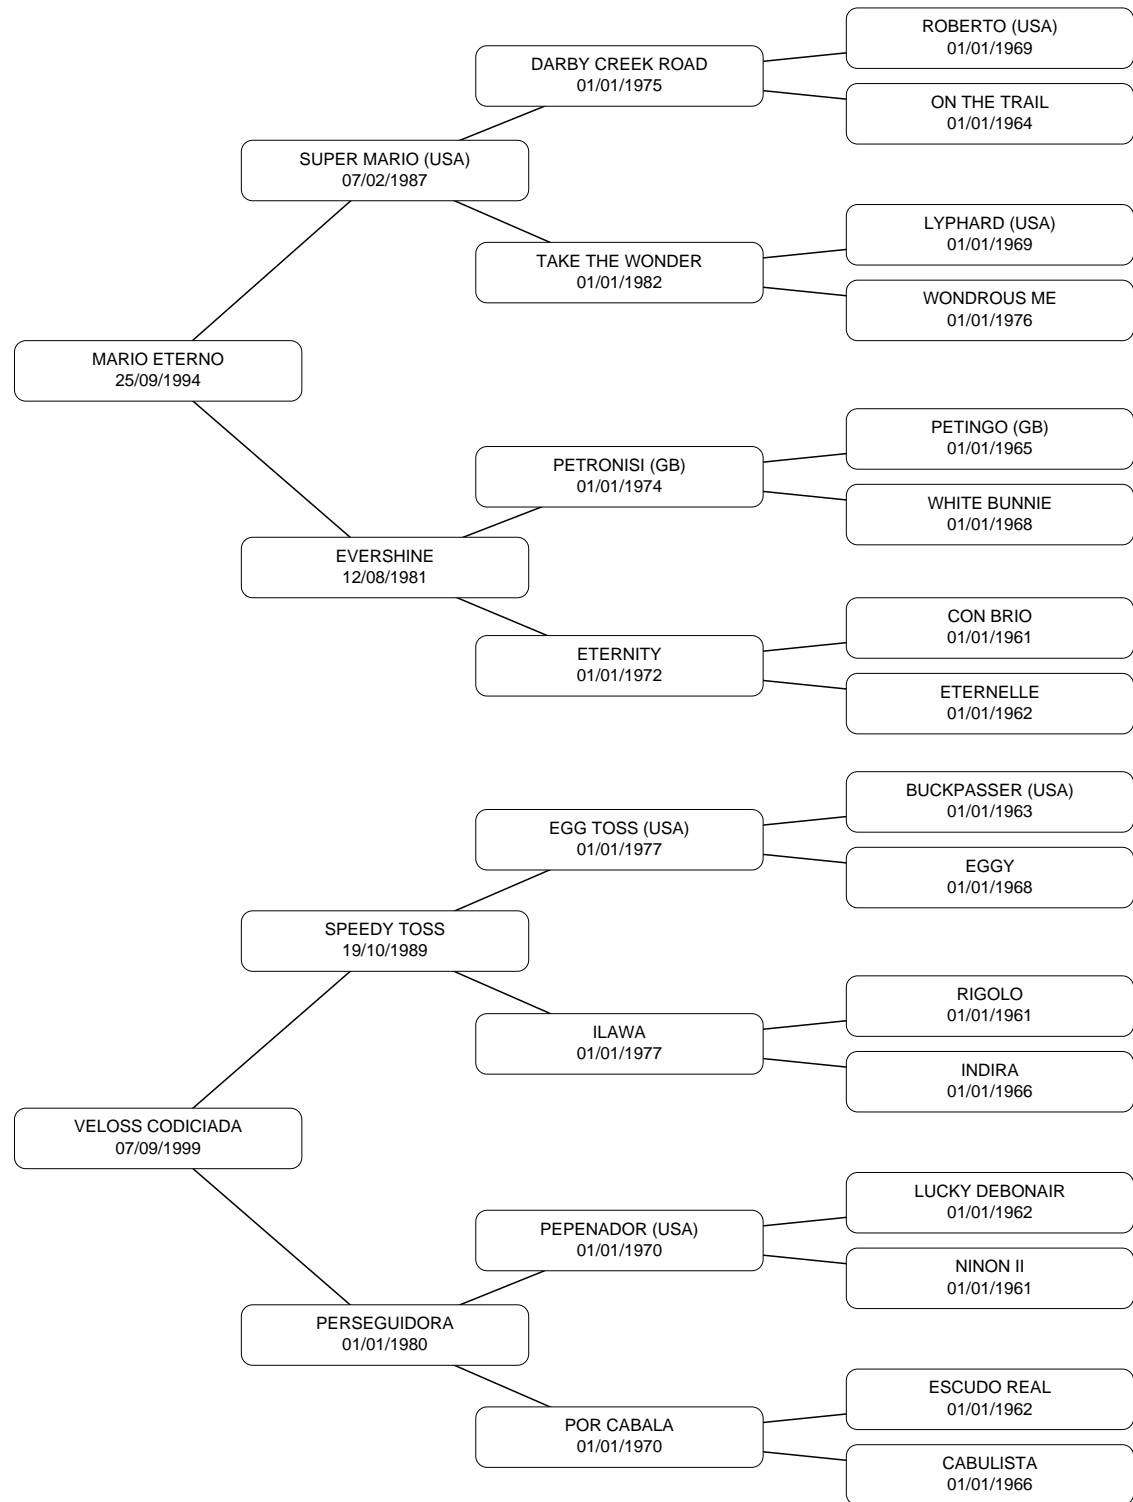 ROBERTO (USA)
01/01/1969
DARBY CREEK ROAD
01/01/1975
ON THE TRAIL
01/01/1964
SUPER MARIO (USA)
07/02/1987
LYPHARD (USA)
01/01/1969
TAKE THE WONDER
01/01/1982
WONDROUS ME
01/01/1976
MARIO ETERNO
25/09/1994
PETINGO (GB)
01/01/1965
PETRONISI (GB)
01/01/1974
WHITE BUNNIE
01/01/1968
EVERSHINE
12/08/1981
CON BRIO
01/01/1961
ETERNITY
01/01/1972
ETERNELLE
01/01/1962
BUCKPASSER (USA)
01/01/1963
EGG TOSS (USA)
01/01/1977
EGGY
01/01/1968
SPEEDY TOSS
19/10/1989
RIGOLO
01/01/1961
ILAWA
01/01/1977
INDIRA
01/01/1966
VELOSS CODICIADA
07/09/1999
LUCKY DEBONAIR
01/01/1962
PEPENADOR (USA)
01/01/1970
NINON II
01/01/1961
PERSEGUIDORA
01/01/1980
ESCUDO REAL
01/01/1962
POR CABALA
01/01/1970
CABULISTA
01/01/1966